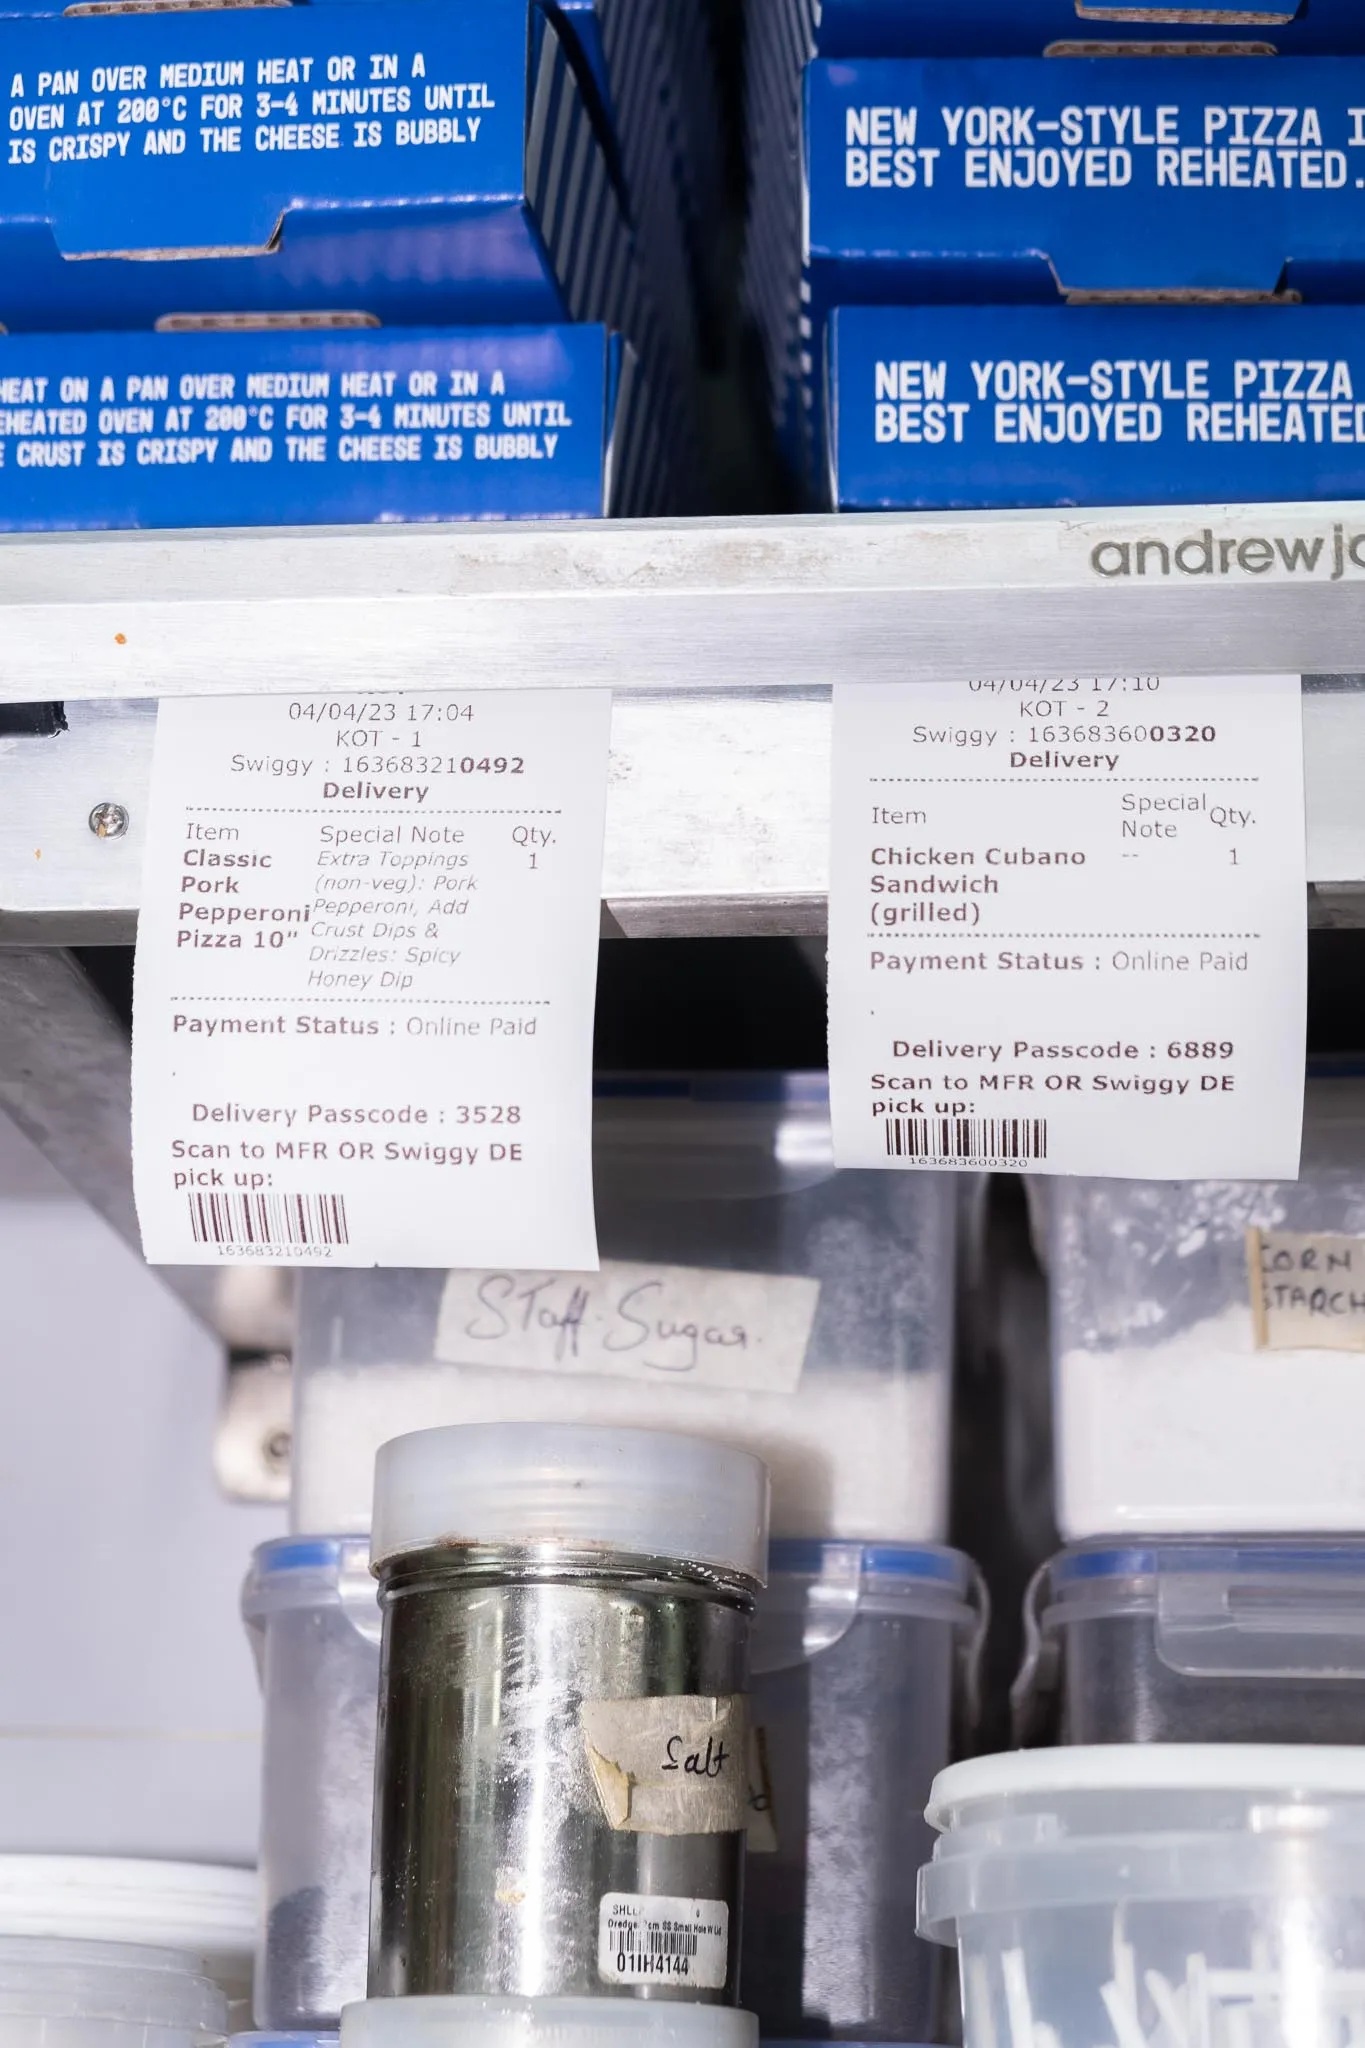 A PAN OVER MEDIUM HEAT OR IN A
OVEN AT 200°C FOR 3-4 MINUTES UNTIL
IS CRISPY AND THE CHEESE IS BUBBLY
NEW YORK-STYLE PIZZA
BEST ENJOYED REHEATED.
HEAT ON A PAN OVER MEDIUM HEAT OR IN A
EHEATED OVEN AT 200°C FOR 3-4 MINUTES UNTIL
CRUST IS CRISPY AND THE CHEESE IS BUBBLY
NEW YORK-STYLE PIZZA
BEST ENJOYED REHEATED
andrewjo
04/04/23 17:04
KOT - 1
Swiggy : 163683210492
Delivery
Item Special Note Qty.
Classic Extra Toppings 1
Pork (non-veg): Pork
Pepperoni Pepperoni, Add
Pizza 10" Crust Dips &
Drizzles: Spicy
Honey Dip
Payment Status : Online Paid
Delivery Passcode : 3528
Scan to MFR OR Swiggy DE
pick up:
163683210492
04/04/23 17:10
KOT - 2
Swiggy : 163683600320
Delivery
Item Special Note Qty.
Chicken Cubano -- 1
Sandwich
(grilled)
Payment Status : Online Paid
Delivery Passcode : 6889
Scan to MFR OR Swiggy DE
pick up:
163683600320
Staff. Sugar.
CORN
STARCH
Salt
SS Small Hole W Lid
01IH4144